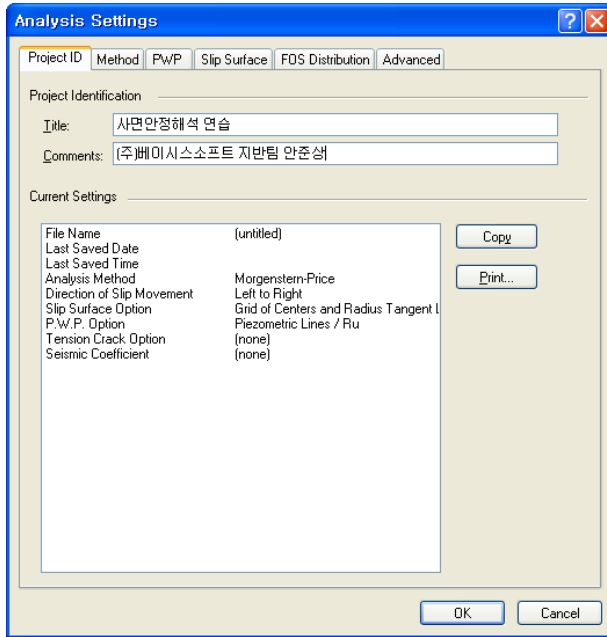 Analysis Settings
Project ID Method PWP Slip Surface FOS Distribution Advanced
Project Identification
Title: 사면안정해석 연습
Comments: (주)베이시스소프트 지반팀 안준상
Current Settings
File Name (untitled)
Last Saved Date
Last Saved Time
Analysis Method Morgenstern-Price
Direction of Slip Movement Left to Right
Slip Surface Option Grid of Centers and Radius Tangent L
P.W.P. Option Piezometric Lines / Ru
Tension Crack Option (none)
Seismic Coefficient (none)
Copy
Print...
OK Cancel